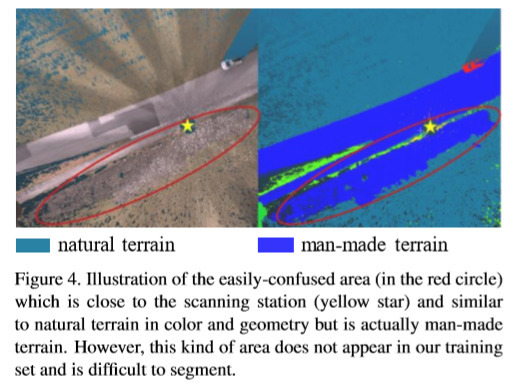 natural terrain
man-made terrain
Figure 4. Illustration of the easily-confused area (in the red circle)
which is close to the scanning station (yellow star) and similar
to natural terrain in color and geometry but is actually man-made
terrain. However, this kind of area does not appear in our training
set and is difficult to segment.